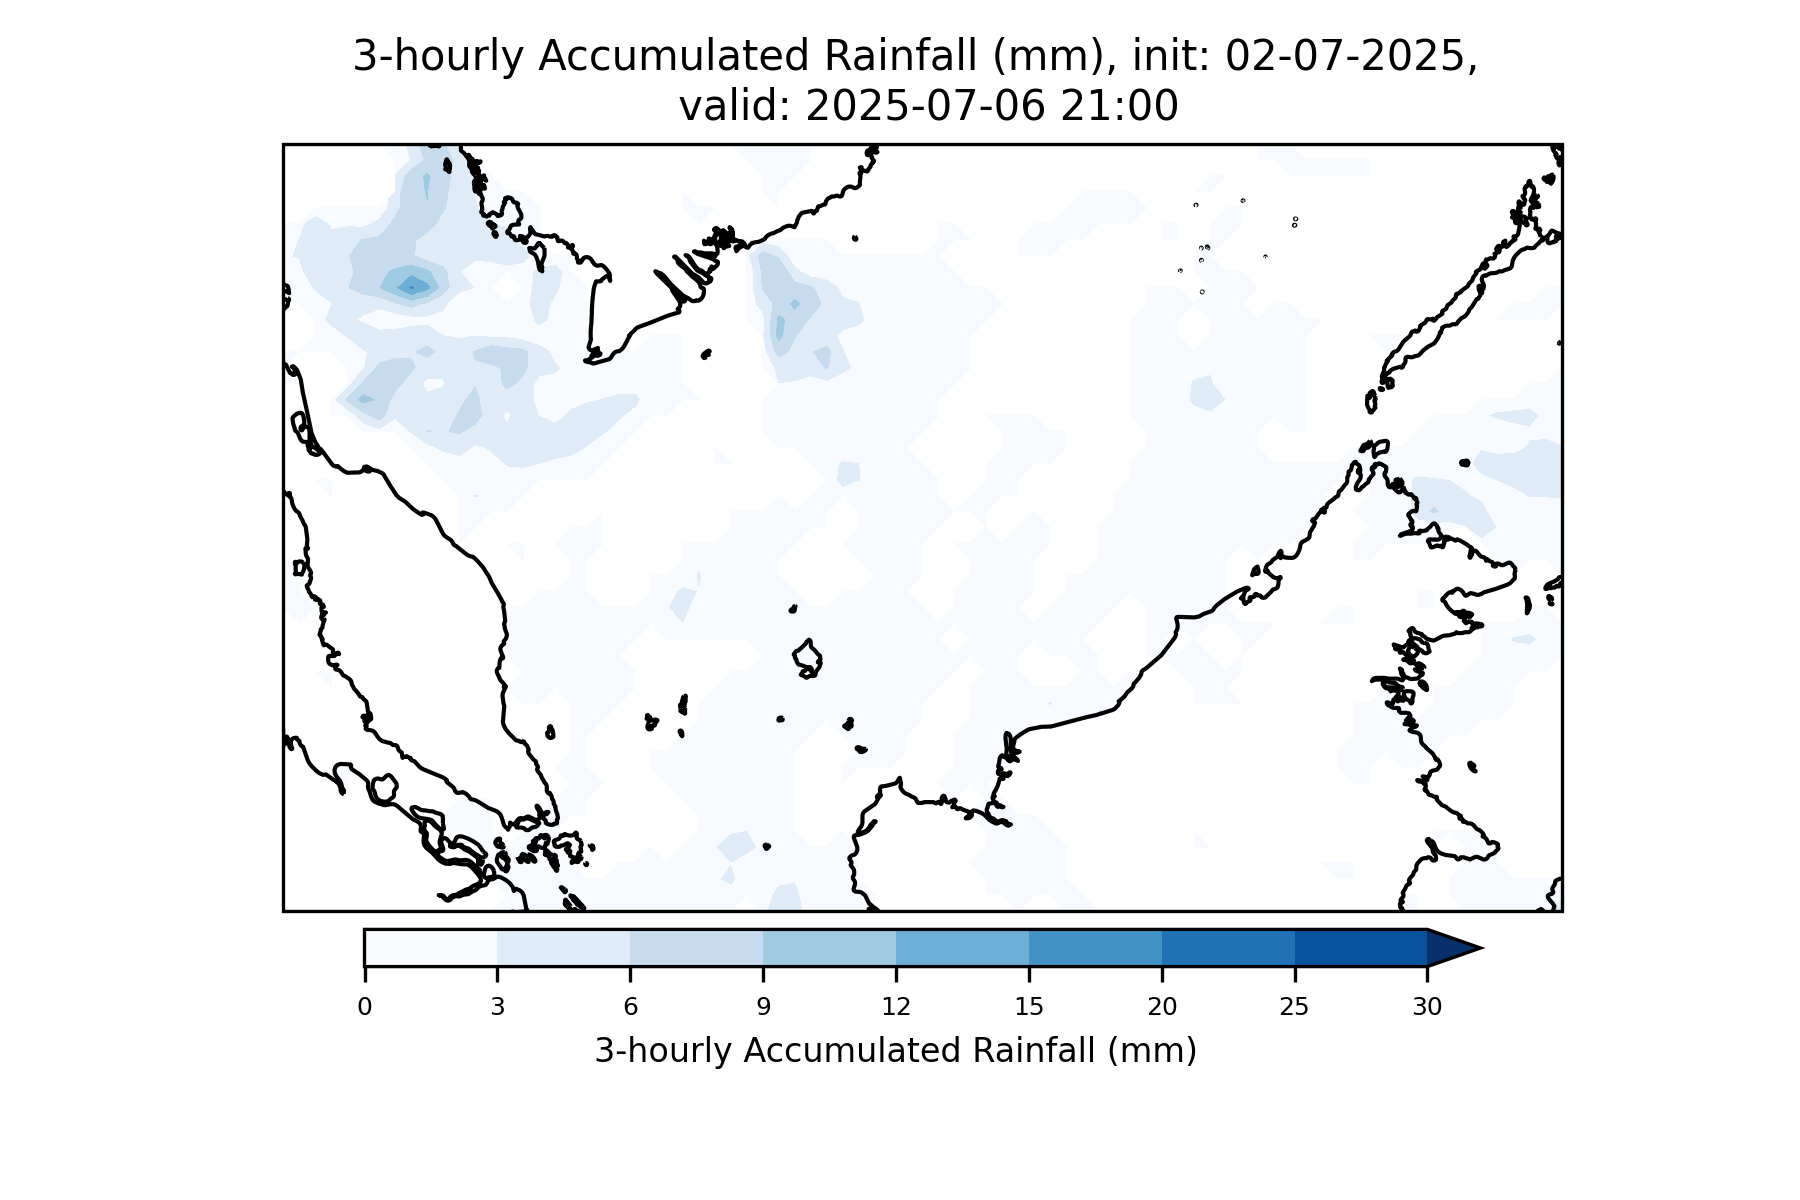 3-hourly Accumulated Rainfall (mm), init: 02-07-2025,
valid: 2025-07-06 21:00
0 3 6 9 12 15 20 25 30
3-hourly Accumulated Rainfall (mm)